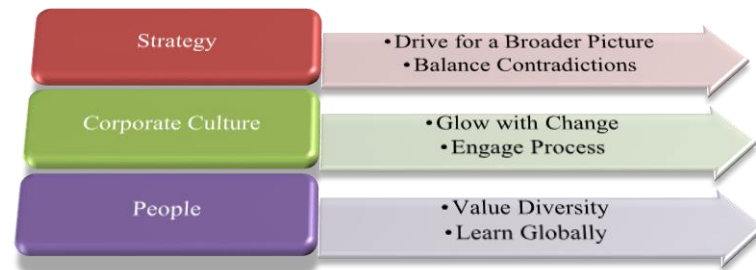 Strategy
•Drive for a Broader Picture
•Balance Contradictions
Corporate Culture
•Glow with Change
•Engage Process
People
•Value Diversity
•Learn Globally